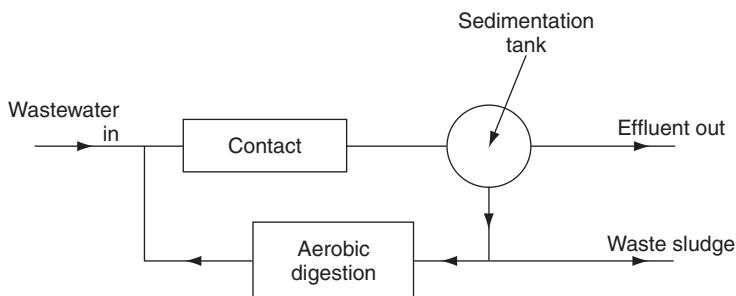 Sedimentation
tank
Wastewater
in
Contact
Effluent out
Aerobic
digestion
Waste sludge